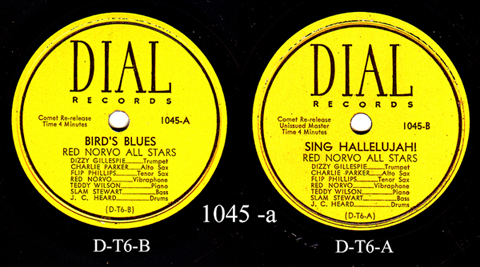 DIAL
RECORDS
Comet Re-release
Time 4 Minutes
1045-A
BIRD'S BLUES
RED NORVO ALL STARS
DIZZY GILLESPIE....Trumpet
CHARLIE PARKER....Alto Sax
FLIP PHILLIPS....Tenor Sax
RED NORVO....Vibraphone
TEDDY WILSON....Piano
SLAM STEWART....Bass
J. C. HEARD....Drums
(D-T6-B)
D-T6-B
1045 -a
DIAL
RECORDS
Comet Re-release
Unissued Master
Time 4 Minutes
1045-B
SING HALLELUJAH!
RED NORVO ALL STARS
DIZZY GILLESPIE....Trumpet
CHARLIE PARKER....Alto Sax
FLIP PHILLIPS....Tenor Sax
RED NORVO....Vibraphone
TEDDY WILSON....Piano
SLAM STEWART....Bass
J. C. HEARD....Drums
(D-T6-A)
D-T6-A